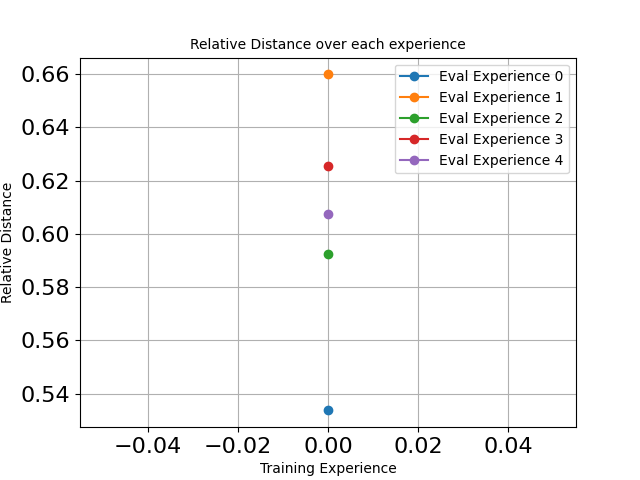 Relative Distance over each experience
0.66
0.64
0.62
0.60
0.58
0.56
0.54
Relative Distance
Eval Experience 0
Eval Experience 1
Eval Experience 2
Eval Experience 3
Eval Experience 4
−0.04 −0.02 0.00 0.02 0.04
Training Experience